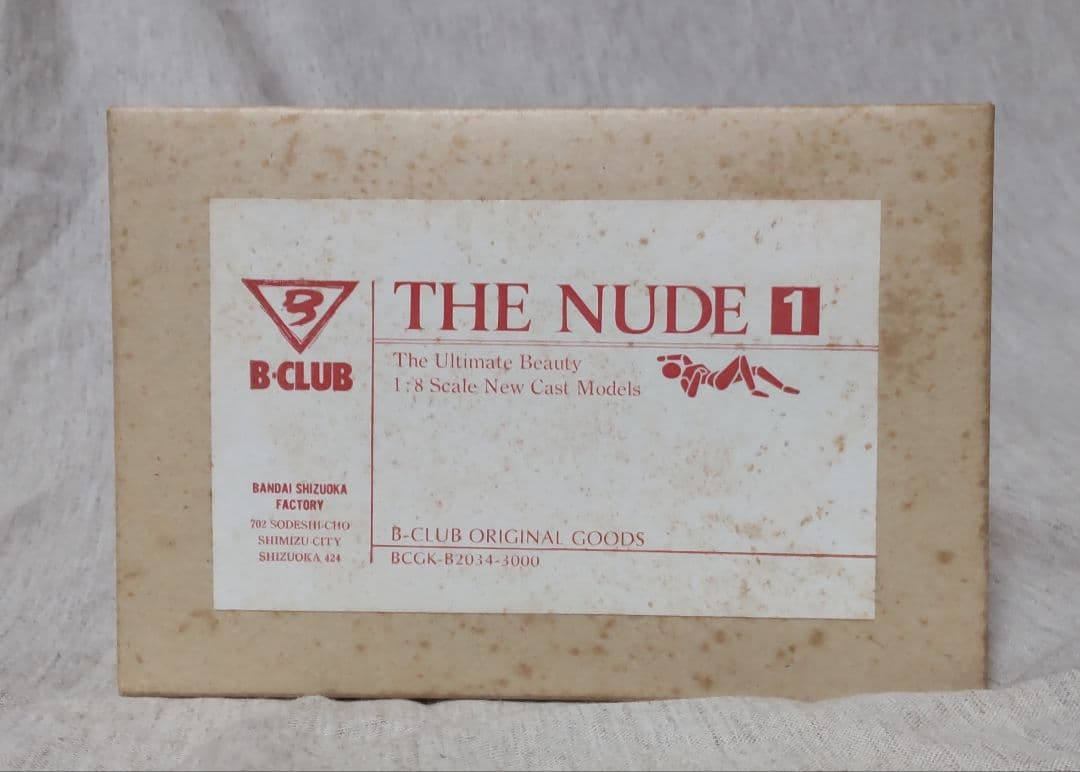 B
B·CLUB
THE NUDE 1
The Ultimate Beauty
1:8 Scale New Cast Models
BANDAI SHIZUOKA
FACTORY
702 SODESHI-CHO
SHIMIZU-CITY
SHIZUOKA 424
B-CLUB ORIGINAL GOODS
BCGK-B2034-3000